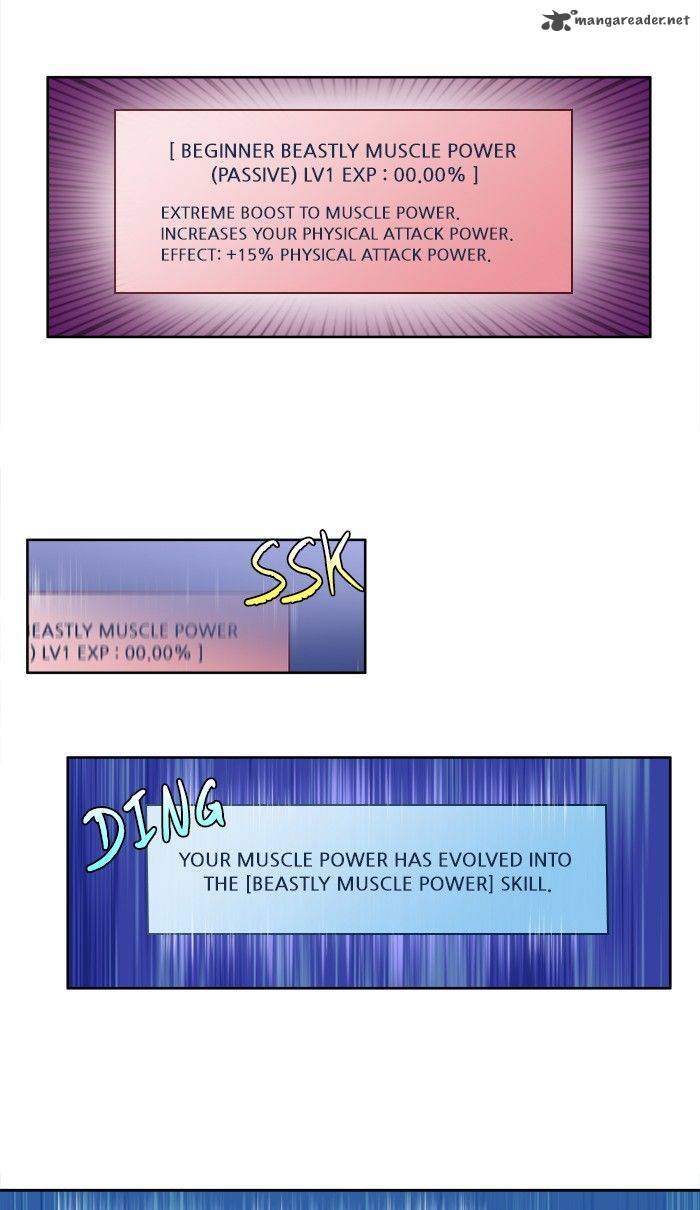 mangareader.net
[ BEGINNER BEASTLY MUSCLE POWER
(PASSIVE) LV1 EXP : 00.00% ]
EXTREME BOOST TO MUSCLE POWER.
INCREASES YOUR PHYSICAL ATTACK POWER.
EFFECT: +15% PHYSICAL ATTACK POWER.
SSK
EASTLY MUSCLE POWER
) LV1 EXP : 00.00% ]
DING
YOUR MUSCLE POWER HAS EVOLVED INTO
THE [BEASTLY MUSCLE POWER] SKILL.